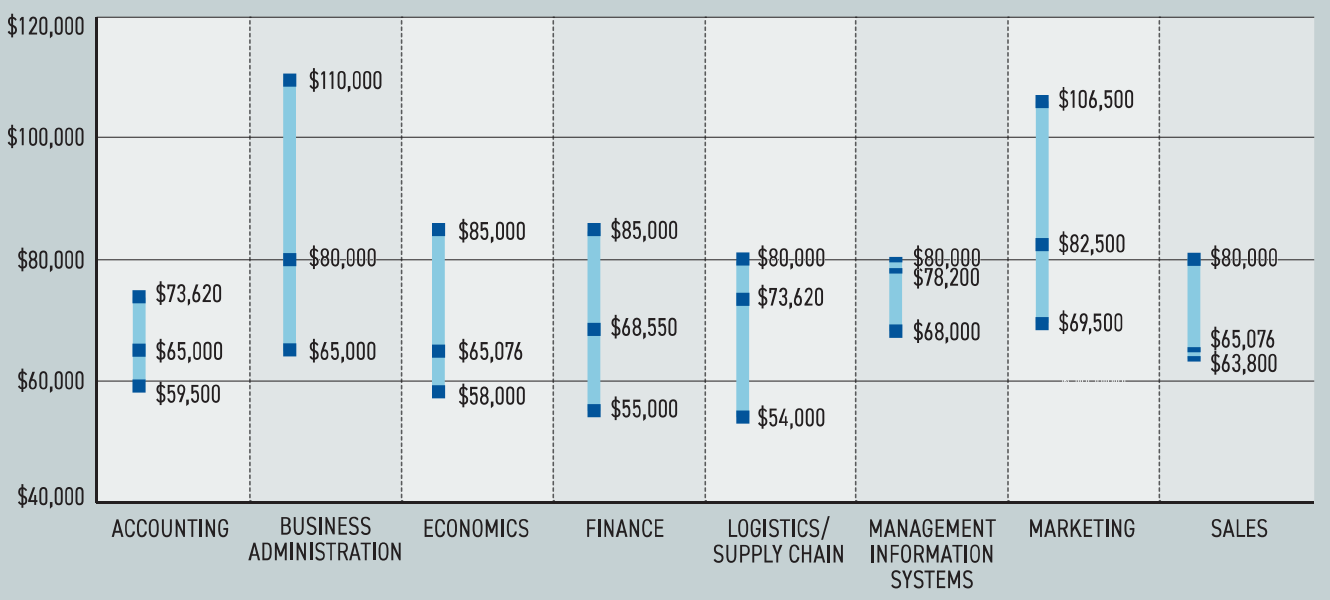 $120,000
$100,000
$80,000
$60,000
$40,000
$73,620
$65,000
$59,500
$110,000
$80,000
$65,000
$85,000
$65,076
$58,000
$85,000
$68,550
$55,000
$80,000
$73,620
$54,000
$80,000
$78,200
$68,000
$106,500
$82,500
$69,500
$80,000
$65,076
$63,800
ACCOUNTING
BUSINESS
ADMINISTRATION
ECONOMICS
FINANCE
LOGISTICS/
SUPPLY CHAIN
MANAGEMENT
INFORMATION
SYSTEMS
MARKETING
SALES